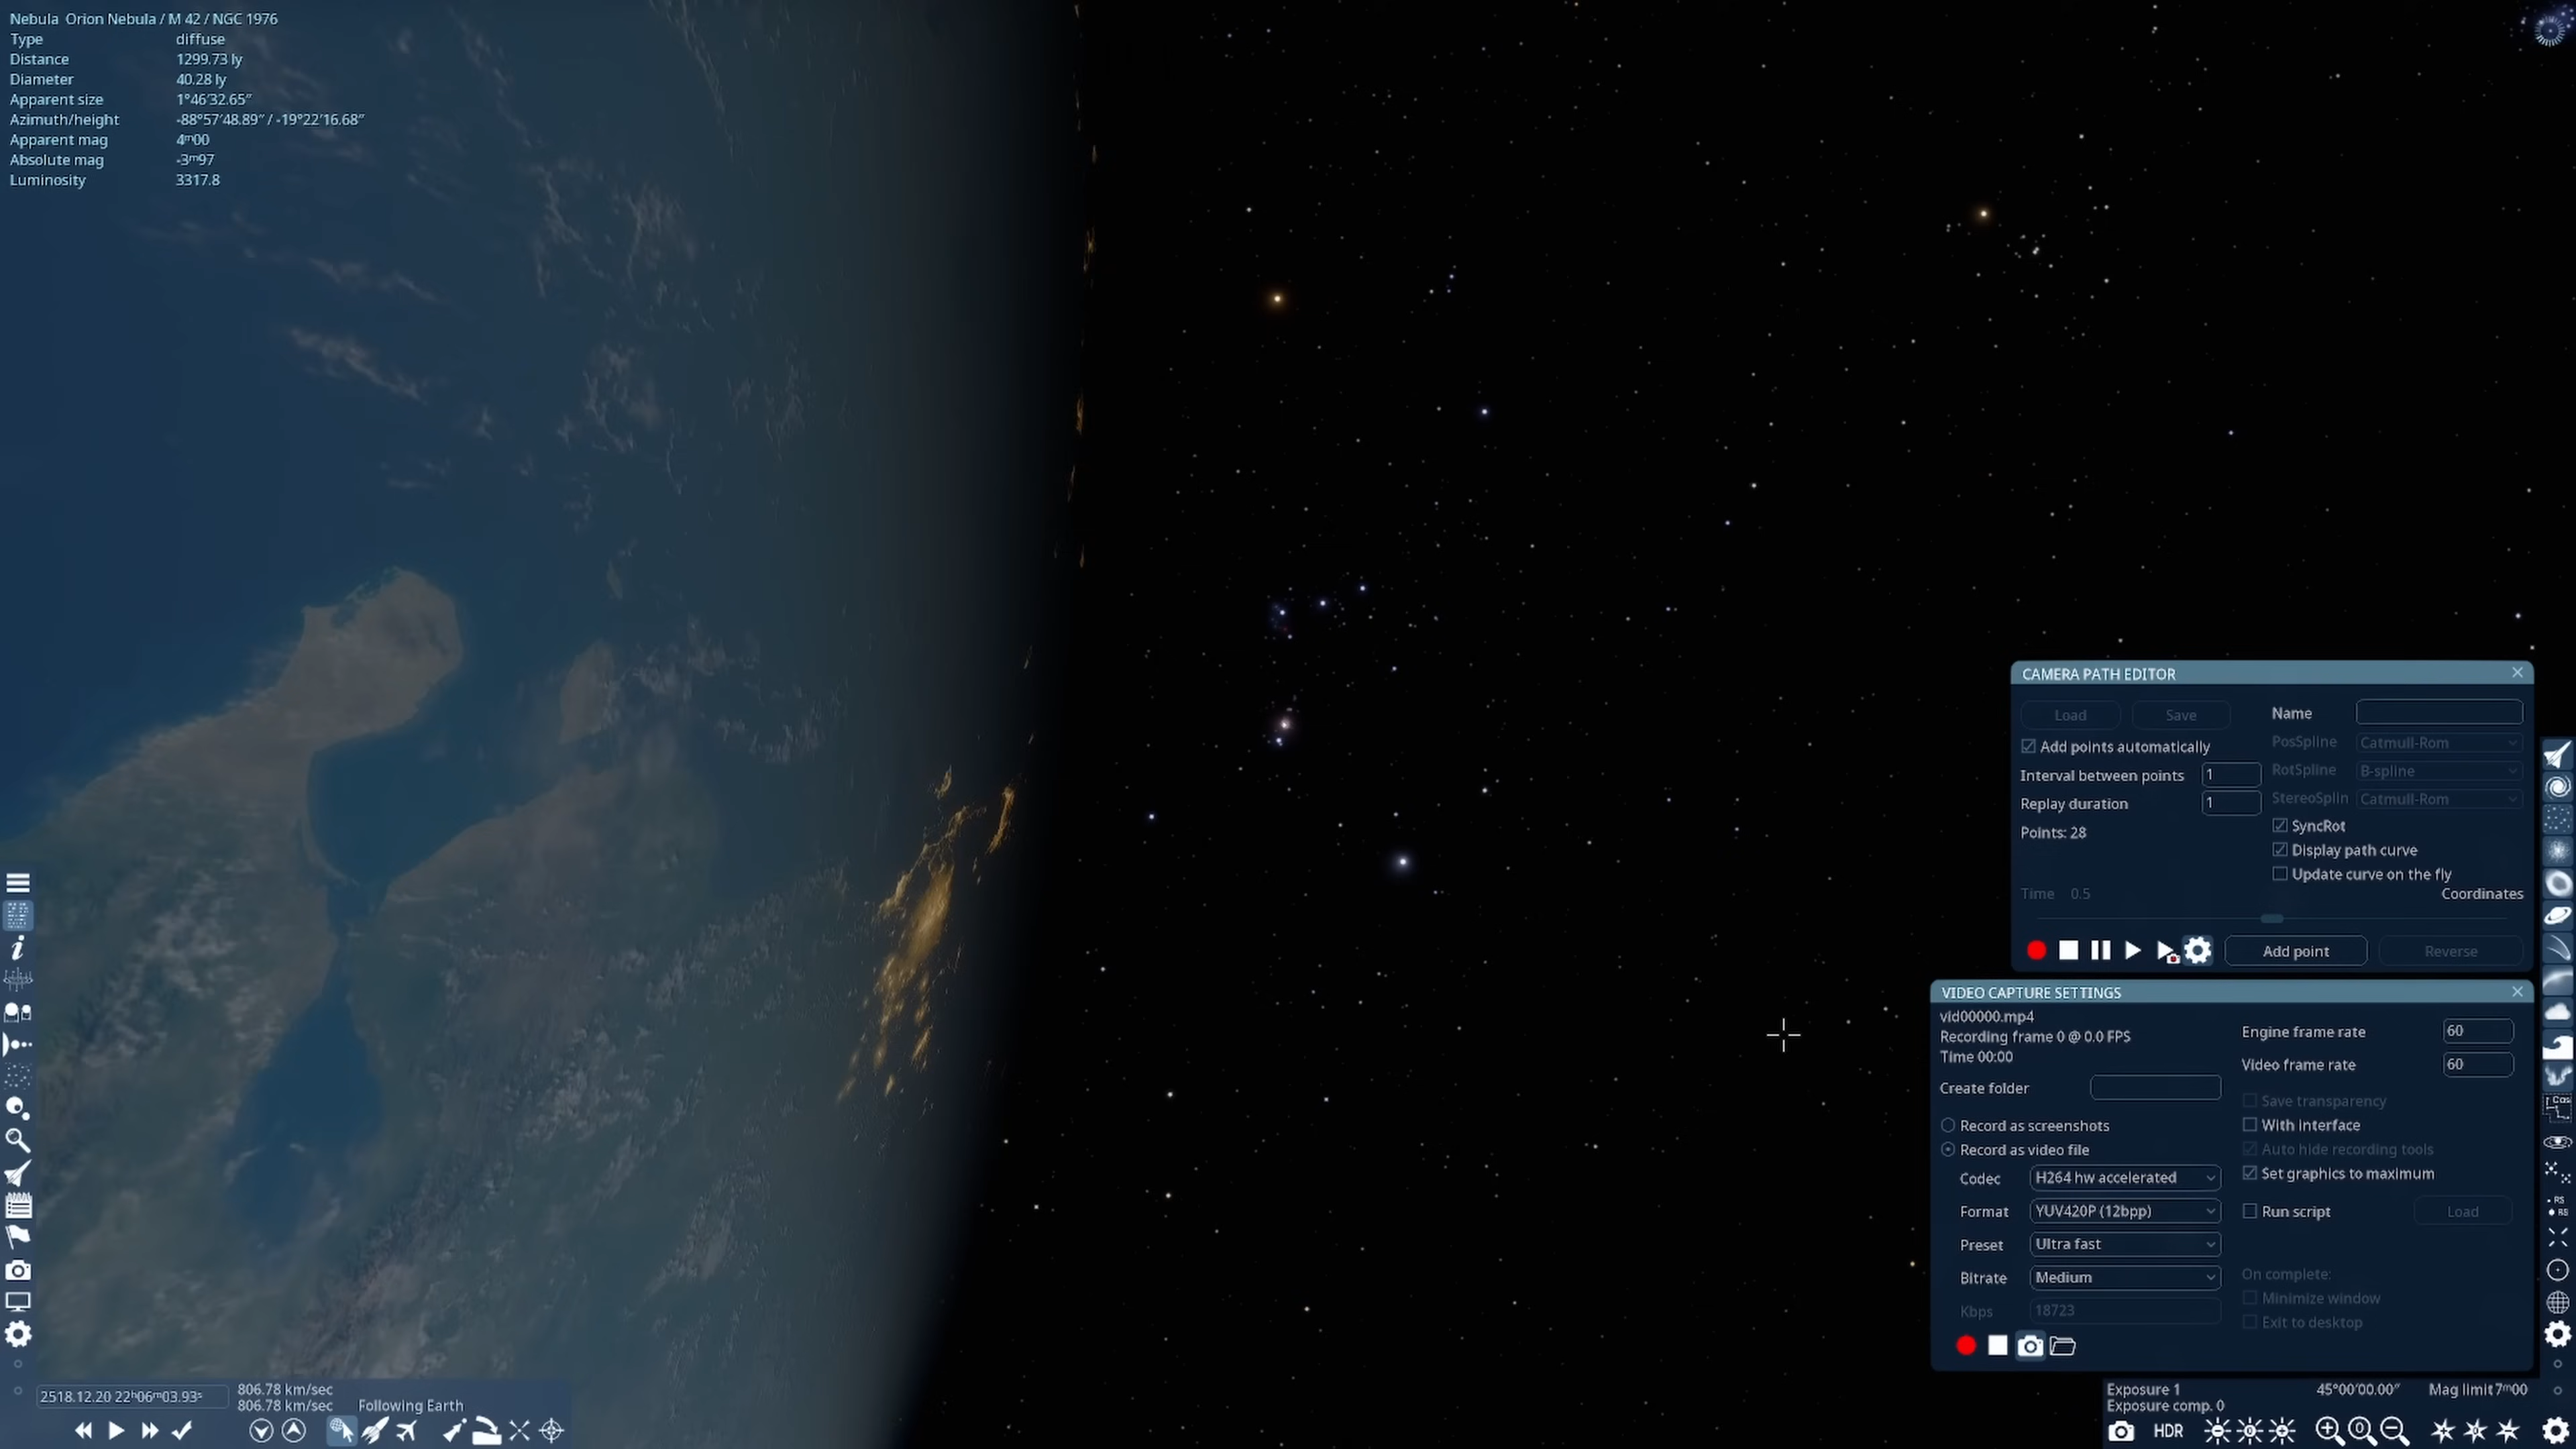 Nebula Orion Nebula / M 42 / NGC 1976
Type diffuse
Distance 1299.73 ly
Diameter 40.28 ly
Apparent size 1°46′32.65″
Azimuth/height -88°57′48.89″ / -19°22′16.68″
Apparent mag 4ᵐ00
Absolute mag -3ᵐ97
Luminosity 3317.8
CAMERA PATH EDITOR
Load Save Name
Add points automatically PosSpline Catmull-Rom
Interval between points 1 RotSpline B-spline
Replay duration 1 StereoSplin Catmull-Rom
Points: 28 SyncRot
Display path curve
Update curve on the fly
Time 0.5 Coordinates
Add point Reverse
VIDEO CAPTURE SETTINGS
vid00000.mp4
Recording frame 0 @ 0.0 FPS
Time 00:00
Engine frame rate 60
Video frame rate 60
Create folder
Save transparency
Record as screenshots With interface
Record as video file Auto hide recording tools
Codec H264 hw accelerated Set graphics to maximum
Format YUV420P (12bpp) Run script Load
Preset Ultra fast
Bitrate Medium On complete:
Minimize window
Kbps 18723 Exit to desktop
2518.12.20 22ʰ06ᵐ03.93ˢ
806.78 km/sec
806.78 km/sec Following Earth
Exposure 1 45°00′00.00″ Mag limit 7ᵐ00
Exposure comp. 0
HDR